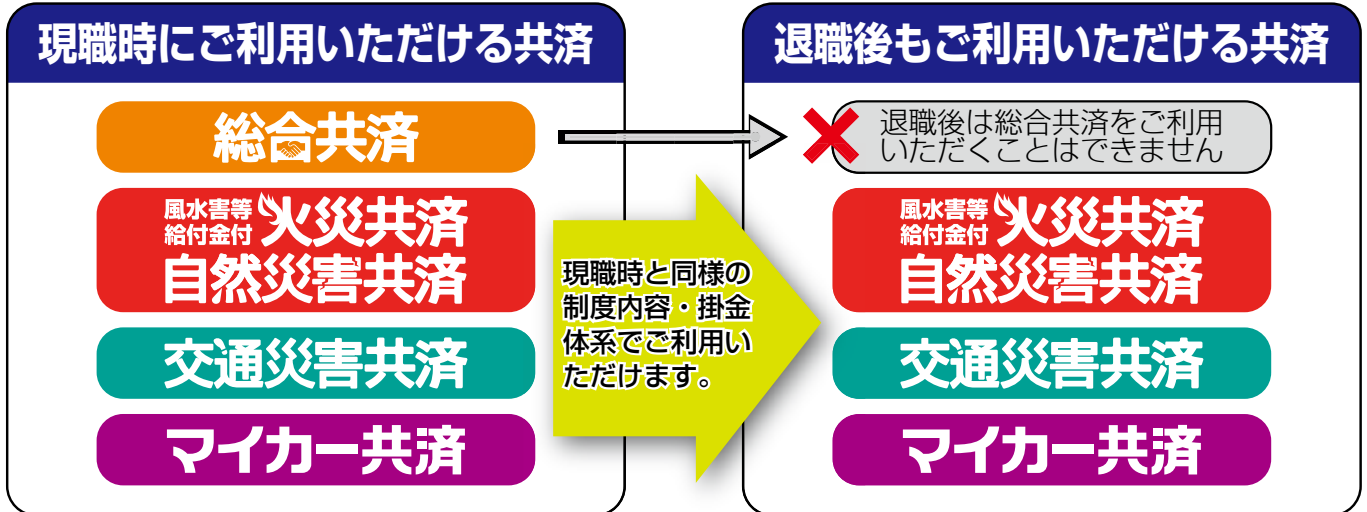 現職時にご利用いただける共済
総合共済
風水害等
給付金付 火災共済
自然災害共済
交通災害共済
マイカー共済
現職時と同様の
制度内容・掛金
体系でご利用い
ただけます。
退職後もご利用いただける共済
退職後は総合共済をご利用
いただくことはできません
風水害等
給付金付 火災共済
自然災害共済
交通災害共済
マイカー共済